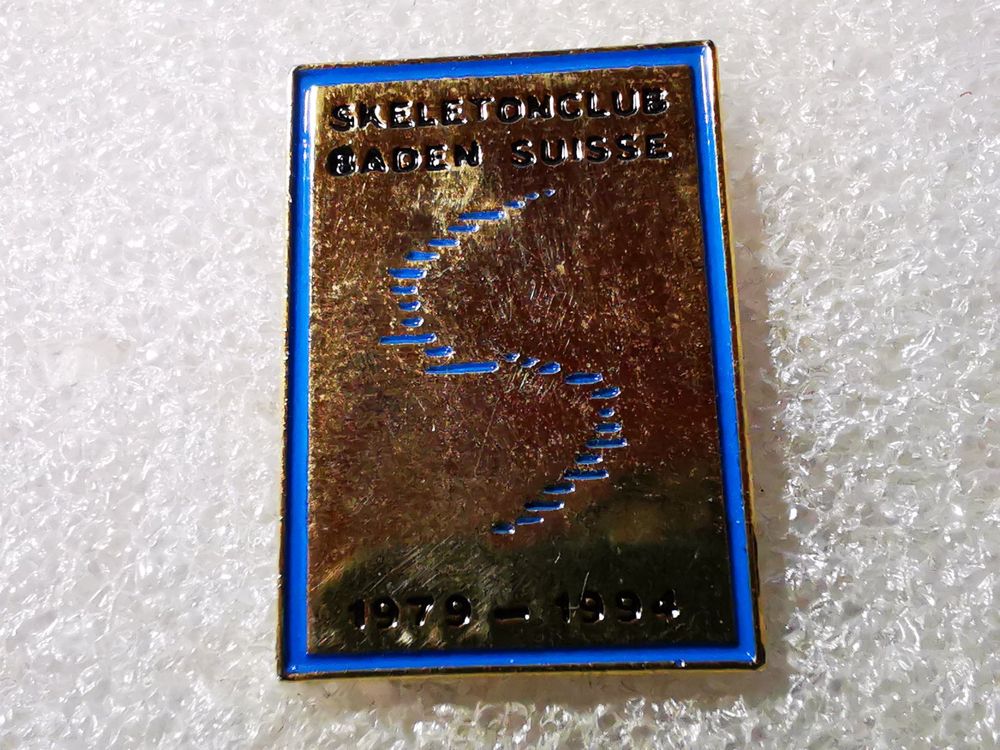 SKELETONCLUB
BADEN SUISSE
1979 – 1994